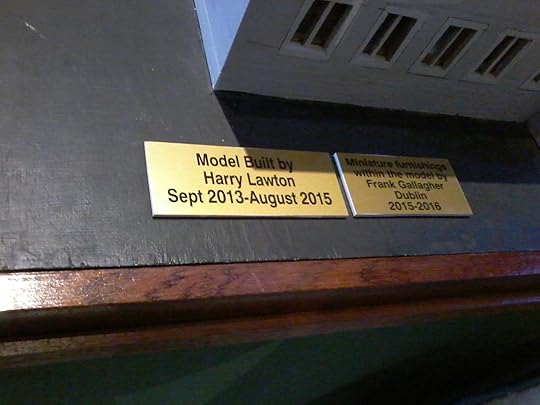 Model Built by
Harry Lawton
Sept 2013-August 2015
Miniature furnishings
within the model by
Frank Gallagher
Dublin
2015-2016